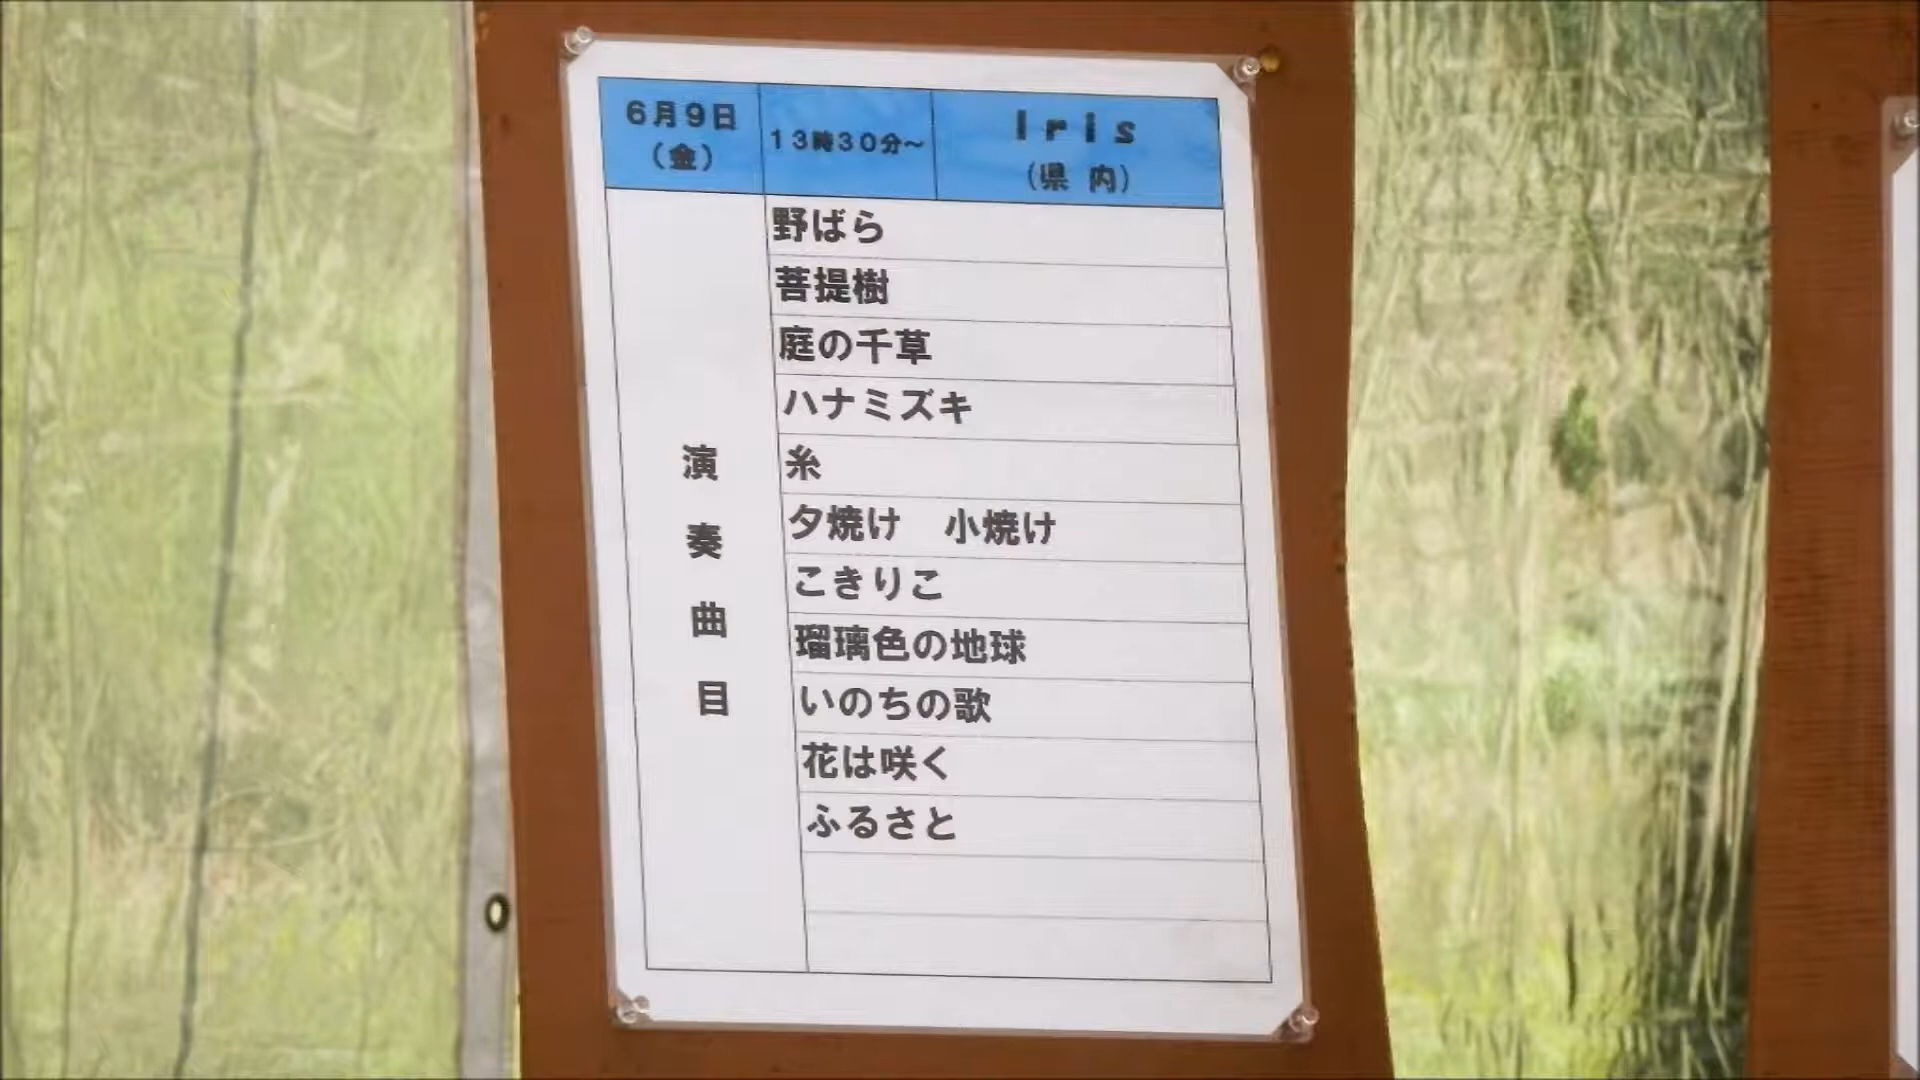 6月9日
(金)
13時30分～
Iris
(県 内)
演奏曲目
野ばら
菩提樹
庭の千草
ハナミズキ
糸
夕焼け　小焼け
こきりこ
瑠璃色の地球
いのちの歌
花は咲く
ふるさと